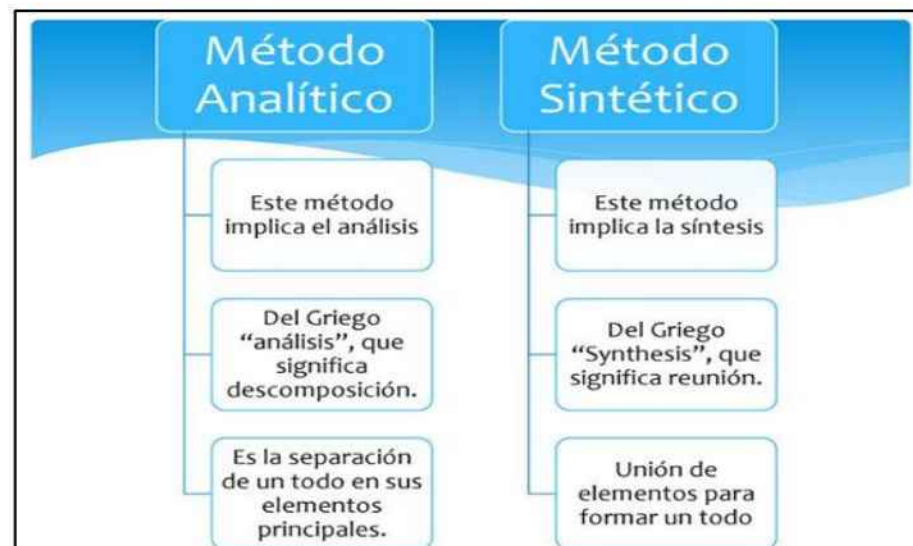 Método
Analítico
Este método
implica el análisis
Del Griego
“análisis”, que
significa
descomposición.
Es la separación
de un todo en sus
elementos
principales.
Método
Sintético
Este método
implica la síntesis
Del Griego
“Synthesis”, que
significa reunión.
Unión de
elementos para
formar un todo